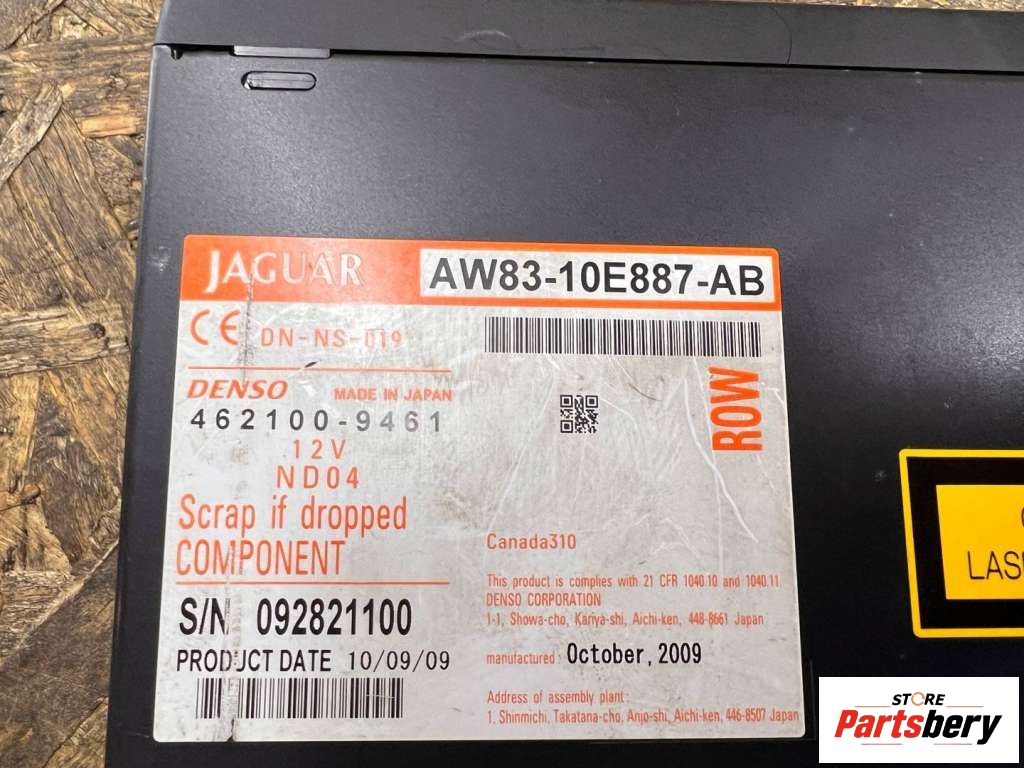 JAGUAR AW83-10E887-AB
CE DN-NS-019
DENSO MADE IN JAPAN
462100-9461
12V
ND04
ROW
Scrap if dropped
COMPONENT
S/N 092821100
PRODUCT DATE 10/09/09
Canada310
This product is complies with 21 CFR 1040.10 and 1040.11.
DENSO CORPORATION
1-1, Showa-cho, Kariya-shi, Aichi-ken, 448-8661 Japan
manufactured: October, 2009
Address of assembly plant:
1, Shinmichi, Takatana-cho, Anjo-shi, Aichi-ken, 446-8507 Japan
STORE
Partsbery